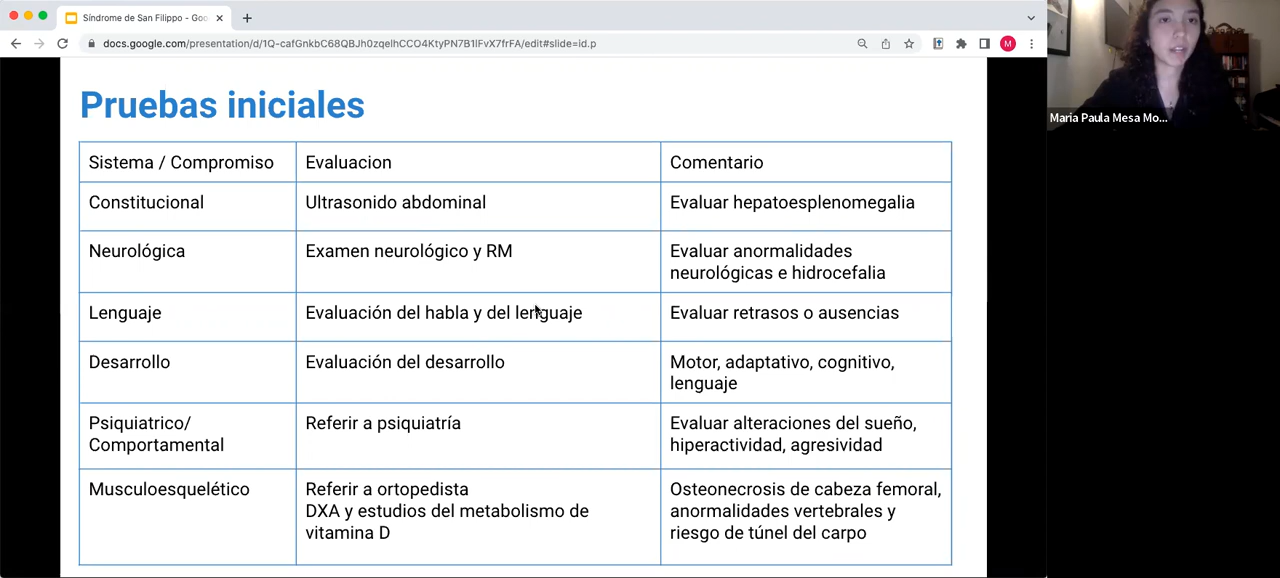 Síndrome de San Filippo - Goo
docs.google.com/presentation/d/1Q-cafGnkbC68QBJh0zqelhCCO4KtyPN7B1lFvX7frFA/edit#slide=id.p
M
Maria Paula Mesa Mo...
Pruebas iniciales
Sistema / Compromiso
Evaluacion
Comentario
Constitucional
Ultrasonido abdominal
Evaluar hepatoesplenomegalia
Neurológica
Examen neurológico y RM
Evaluar anormalidades
neurológicas e hidrocefalia
Lenguaje
Evaluación del habla y del lenguaje
Evaluar retrasos o ausencias
Desarrollo
Evaluación del desarrollo
Motor, adaptativo, cognitivo,
lenguaje
Psiquiatrico/
Comportamental
Referir a psiquiatría
Evaluar alteraciones del sueño,
hiperactividad, agresividad
Musculoesquelético
Referir a ortopedista
DXA y estudios del metabolismo de
vitamina D
Osteonecrosis de cabeza femoral,
anormalidades vertebrales y
riesgo de túnel del carpo